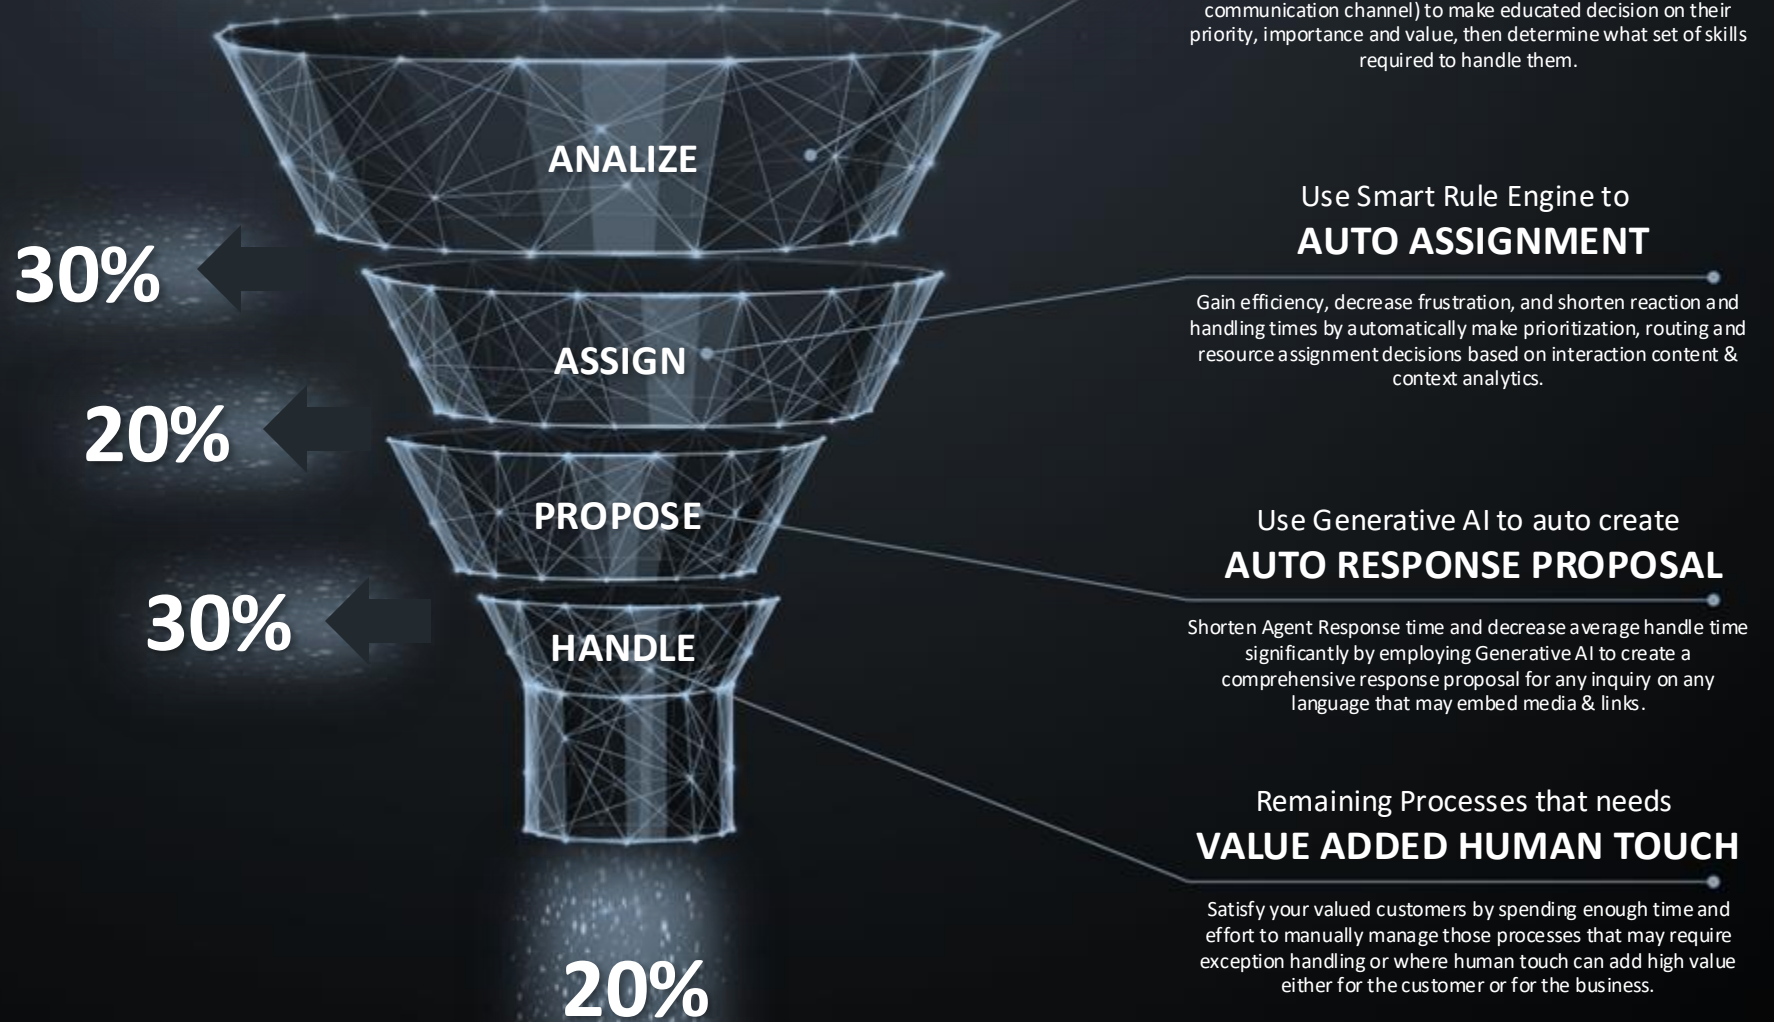 communication channel) to make educated decision on their
priority, importance and value, then determine what set of skills
required to handle them.
ANALIZE
30%
Use Smart Rule Engine to
AUTO ASSIGNMENT
Gain efficiency, decrease frustration, and shorten reaction and
handling times by automatically make prioritization, routing and
resource assignment decisions based on interaction content &
context analytics.
ASSIGN
20%
PROPOSE
Use Generative AI to auto create
AUTO RESPONSE PROPOSAL
Shorten Agent Response time and decrease average handle time
significantly by employing Generative AI to create a
comprehensive response proposal for any inquiry on any
language that may embed media & links.
30%
HANDLE
Remaining Processes that needs
VALUE ADDED HUMAN TOUCH
Satisfy your valued customers by spending enough time and
effort to manually manage those processes that may require
exception handling or where human touch can add high value
either for the customer or for the business.
20%